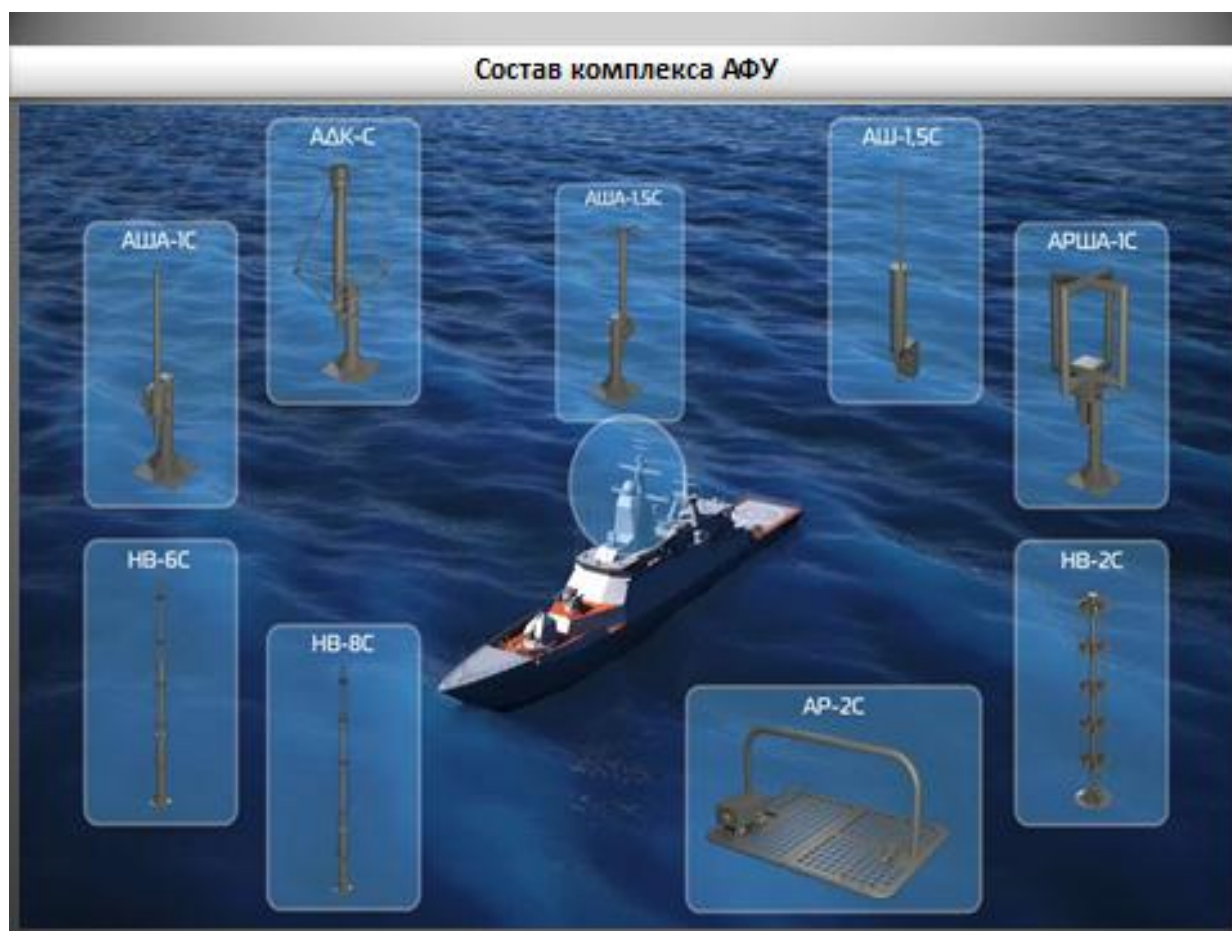 Состав комплекса АФУ
АДК-С
АШ-1,5С
АША-1,5С
АША-1С
АРША-1С
НВ-6С
НВ-2С
НВ-8С
АР-2С